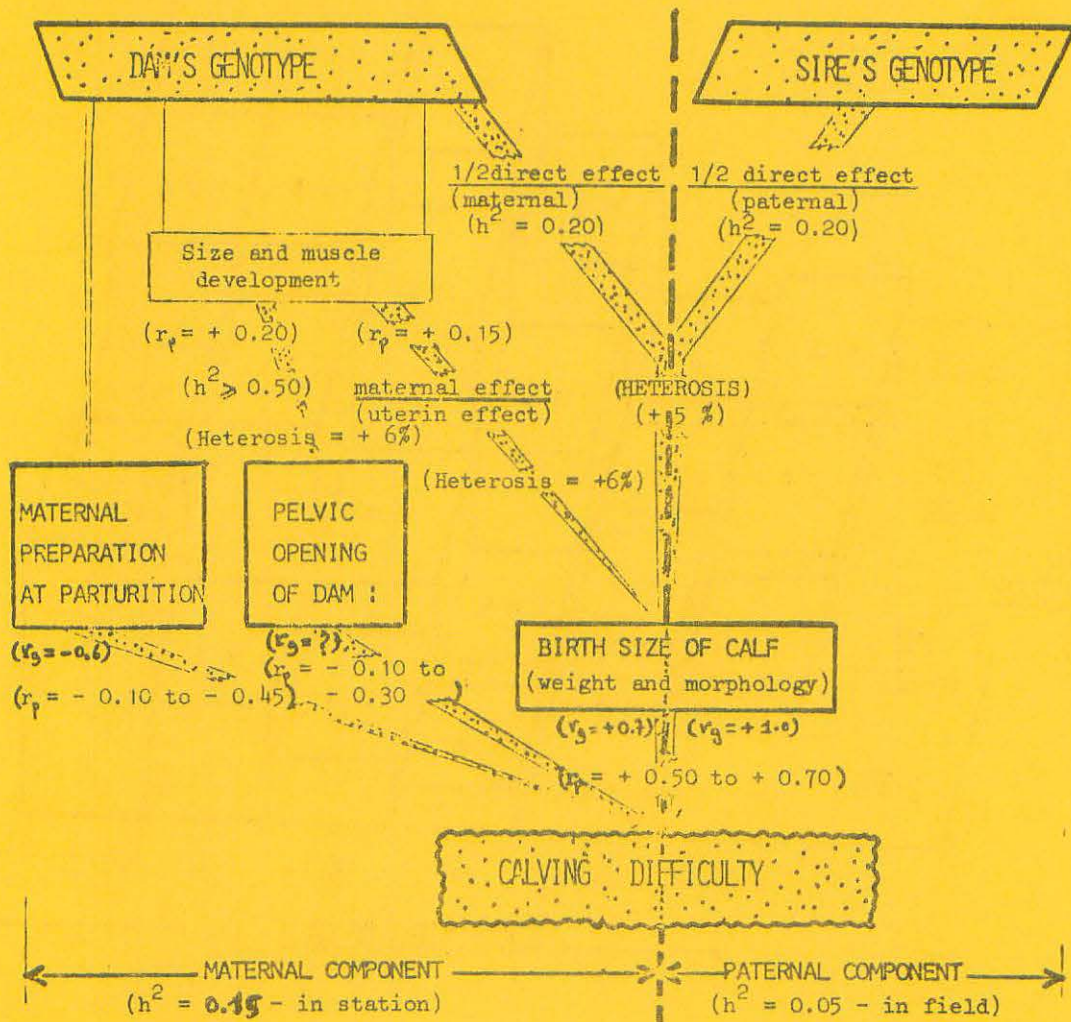 DAM'S GENOTYPE
SIRE'S GENOTYPE
1/2direct effect
(maternal)
(h² = 0.20)
1/2 direct effect
(paternal)
(h² = 0.20)
Size and muscle
development
(rp = + 0.20)
(rp = + 0.15)
(h² ⩾ 0.50)
maternal effect
(uterin effect)
(HETEROSIS)
(+ 5 %)
(Heterosis = + 6%)
(Heterosis = +6%)
MATERNAL
PREPARATION
AT PARTURITION
PELVIC
OPENING
OF DAM :
BIRTH SIZE OF CALF
(weight and morphology)
(rg = -0.6)
(rp = - 0.10 to - 0.45)
(rg = ?)
(rp = - 0.10 to
- 0.30 )
(rg = +0.7)
(rg = + 1.0)
(rp = + 0.50 to + 0.70)
CALVING DIFFICULTY
MATERNAL COMPONENT
(h² = - in station)
PATERNAL COMPONENT
(h² = 0.05 - in field)